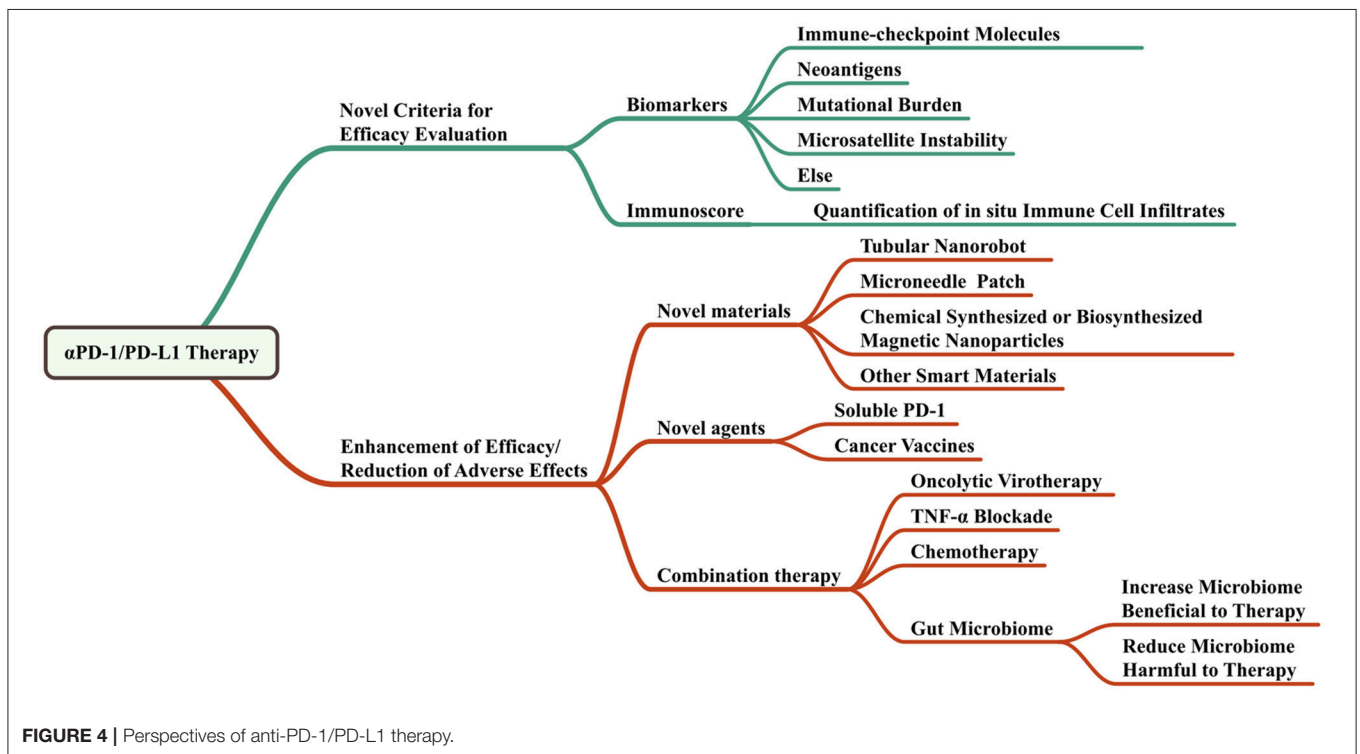 αPD-1/PD-L1 Therapy
Novel Criteria for
Efficacy Evaluation
Biomarkers
Immune-checkpoint Molecules
Neoantigens
Mutational Burden
Microsatellite Instability
Else
Immunoscore
Quantification of in situ Immune Cell Infiltrates
Enhancement of Efficacy/
Reduction of Adverse Effects
Novel materials
Tubular Nanorobot
Microneedle Patch
Chemical Synthesized or Biosynthesized
Magnetic Nanoparticles
Other Smart Materials
Novel agents
Soluble PD-1
Cancer Vaccines
Combination therapy
Oncolytic Virotherapy
TNF-α Blockade
Chemotherapy
Gut Microbiome
Increase Microbiome
Beneficial to Therapy
Reduce Microbiome
Harmful to Therapy
FIGURE 4 | Perspectives of anti-PD-1/PD-L1 therapy.